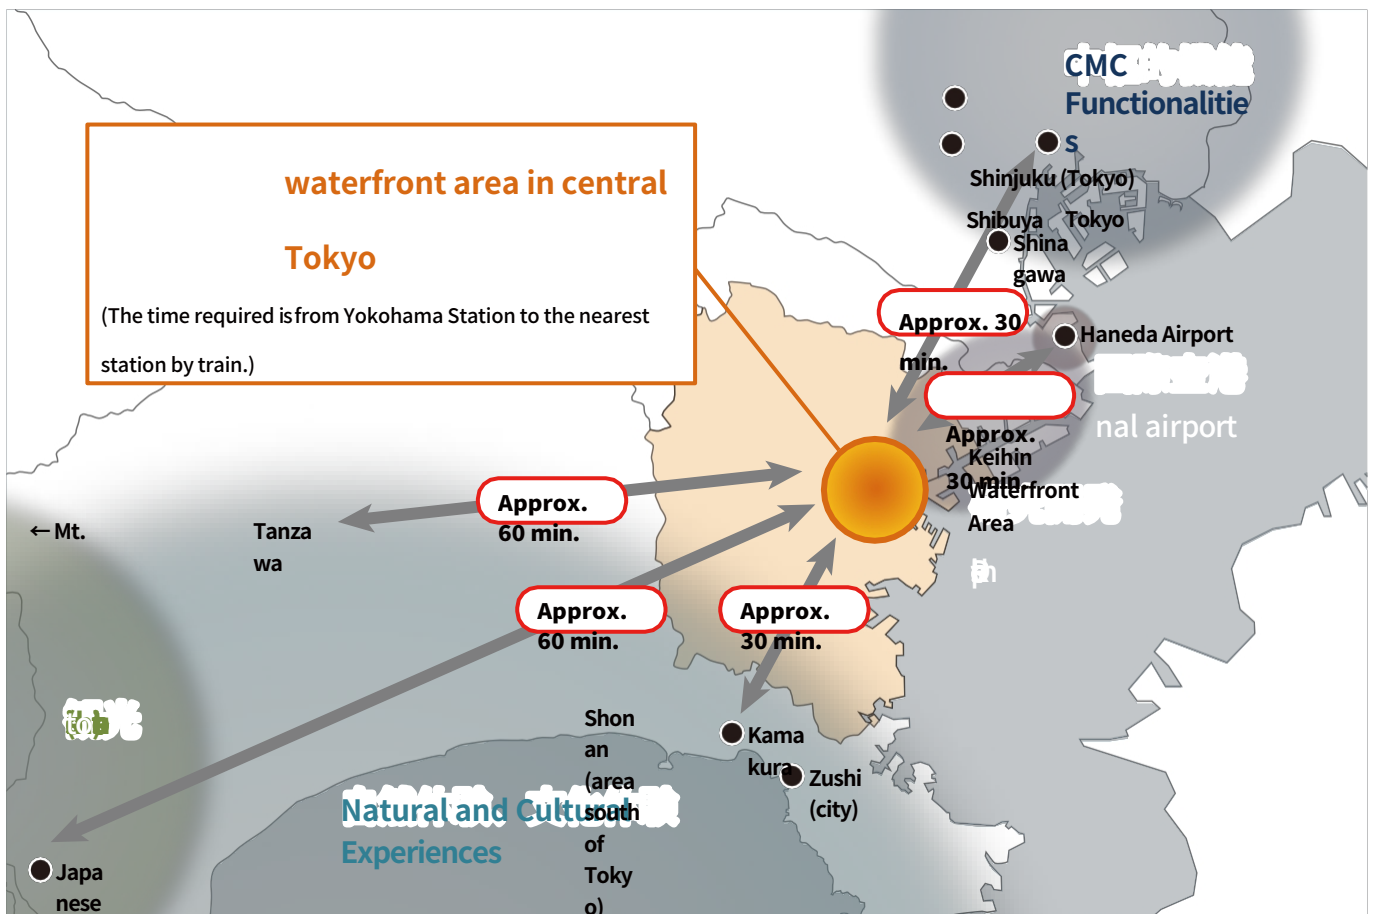 CMC
Functionalitie
s
waterfront area in central
Tokyo
(The time required is from Yokohama Station to the nearest
station by train.)
Shinjuku (Tokyo)
Shibuya
Tokyo
Shina
gawa
Approx. 30
min.
Haneda Airport
nal airport
Approx.
30 min.
Keihin
Waterfront
Area
Approx.
60 min.
←Mt.
Tanza
wa
Approx.
60 min.
Approx.
30 min.
Shon
an
(area
south
of
Toky
o)
Kama
kura
Zushi
(city)
Natural and Cultural
Experiences
Japa
nese